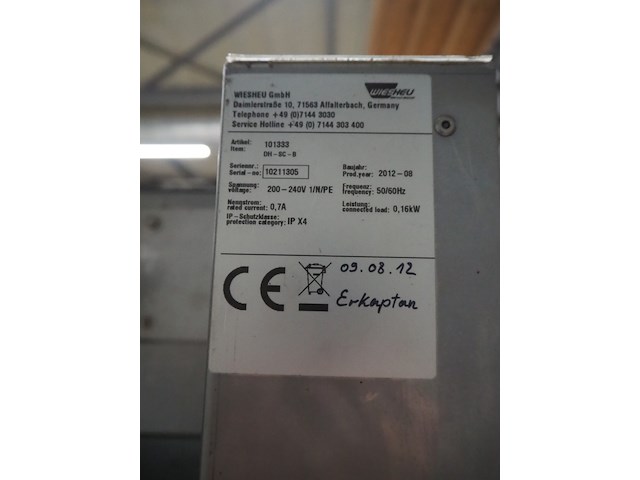 WIESHEU GmbH
Daimlerstraße 10, 71563 Affalterbach, Germany
Telephone +49 (0)7144 3030
Service Hotline +49 (0) 7144 303 400
WIESHEU
Artikel: 101333
Item: DH-SC-B
Seriennr.: Baujahr:
Serial-no: 10211305 Prod.year: 2012-08
Spannung: Frequenz:
voltage: 200-240V 1/N/PE frequency: 50/60Hz
Nennstrom: Leistung:
rated current: 0,7A connected load: 0,16kW
IP-Schutzklasse:
protection category: IP X4
CE
09.08.12
Erkaptan